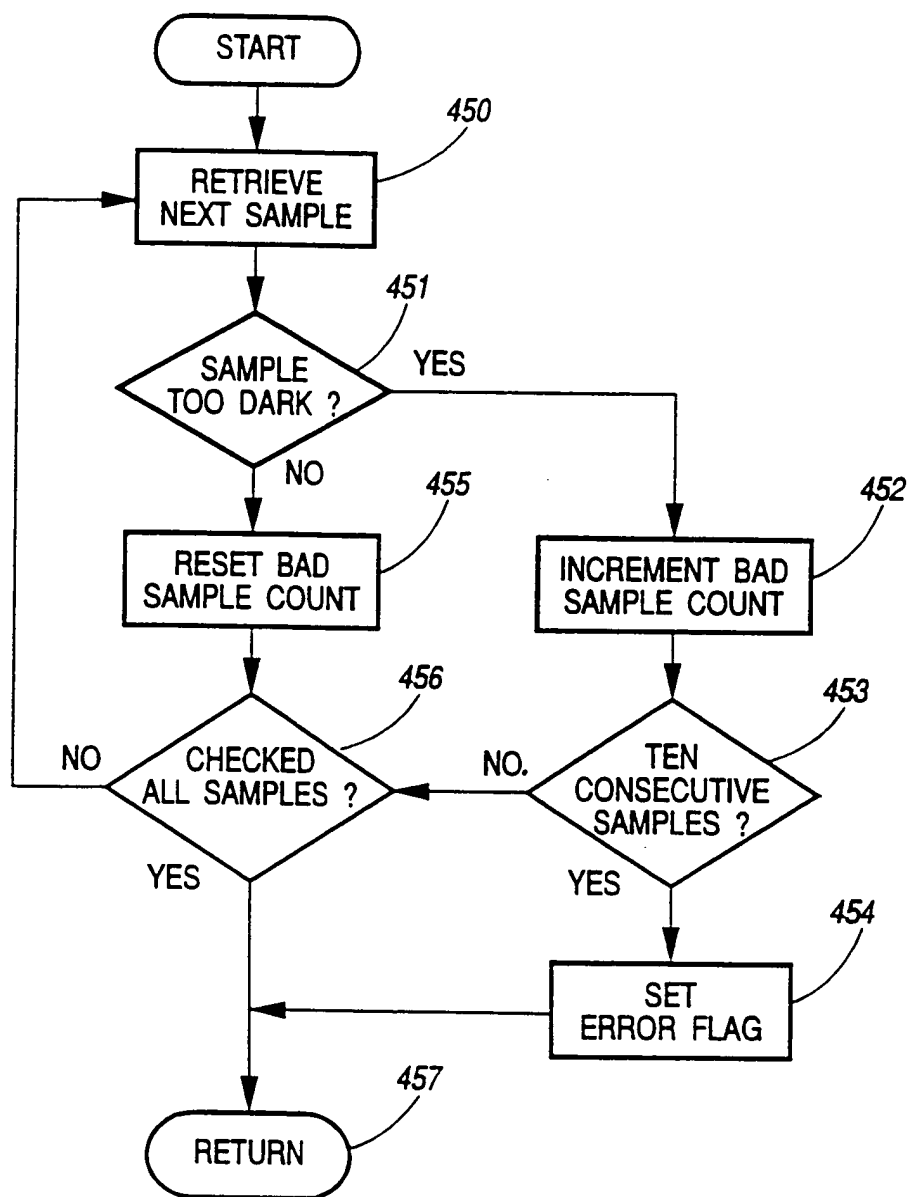 START
450
RETRIEVE
NEXT SAMPLE
451
SAMPLE
TOO DARK ?
YES
NO
455
RESET BAD
SAMPLE COUNT
452
INCREMENT BAD
SAMPLE COUNT
456
CHECKED
ALL SAMPLES ?
NO
YES
453
TEN
CONSECUTIVE
SAMPLES ?
NO.
YES
454
SET
ERROR FLAG
457
RETURN